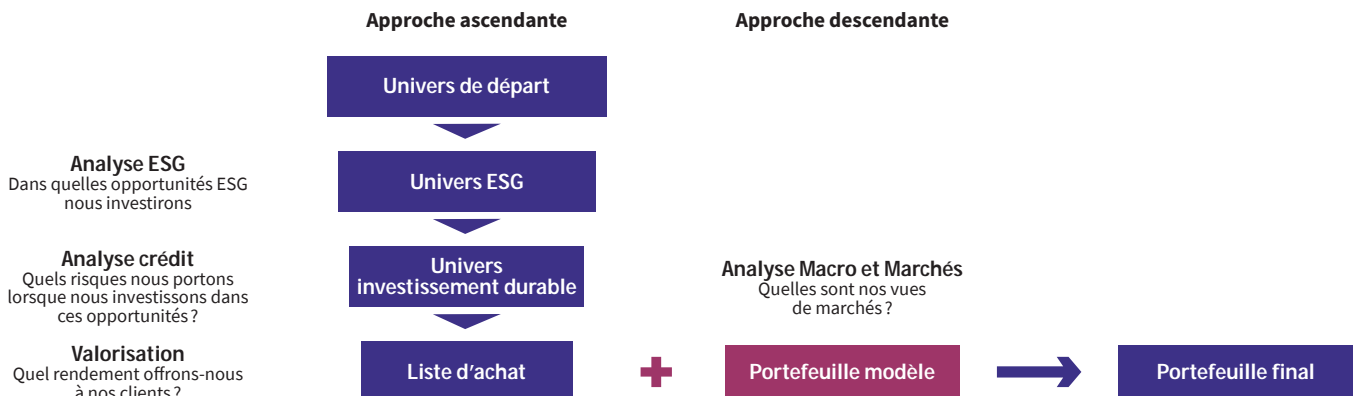 Approche ascendante
Approche descendante
Univers de départ
Analyse ESG
Dans quelles opportunités ESG
nous investirons
Univers ESG
Analyse crédit
Quels risques nous portons
lorsque nous investissons dans
ces opportunités ?
Univers
investissement durable
Analyse Macro et Marchés
Quelles sont nos vues
de marchés ?
Valorisation
Quel rendement offrons-nous
à nos clients ?
Liste d'achat
Portefeuille modèle
Portefeuille final